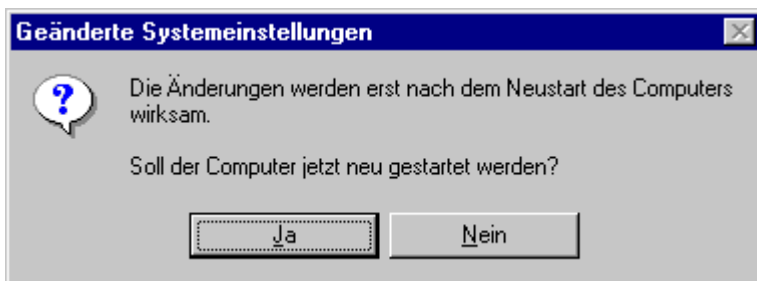 Geänderte Systemeinstellungen
?
Die Änderungen werden erst nach dem Neustart des Computers
wirksam.
Soll der Computer jetzt neu gestartet werden?
Ja Nein